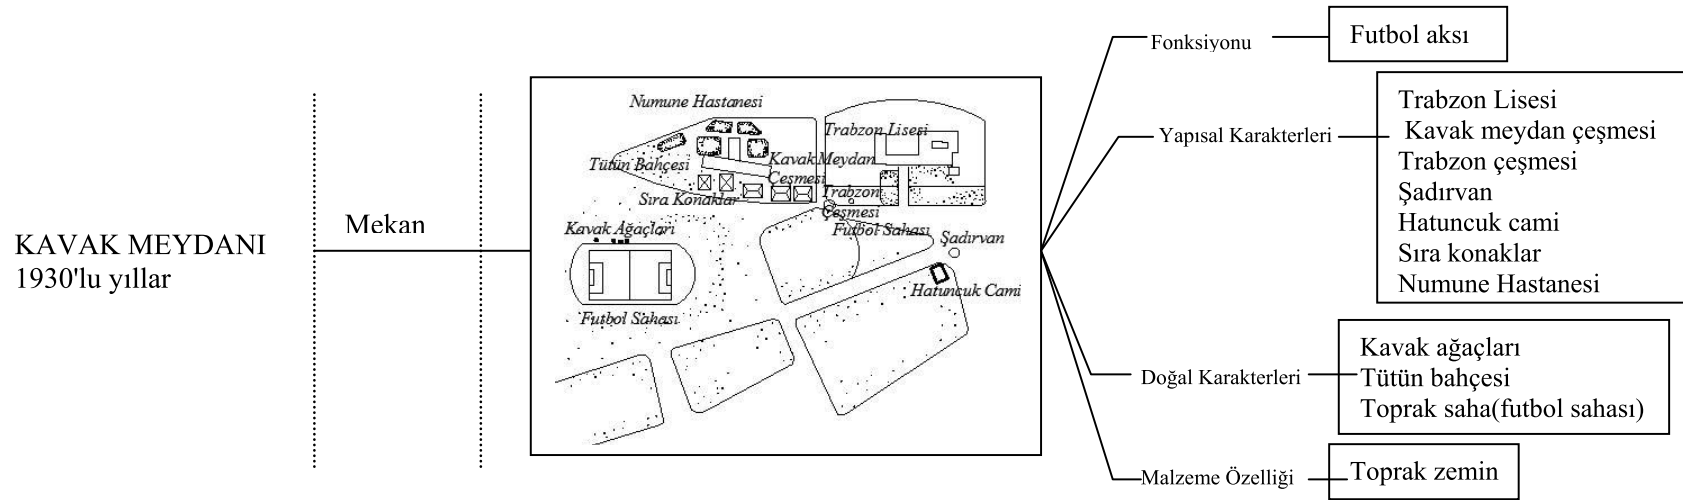 KAVAK MEYDANI
1930'lu yıllar
Mekan
Numune Hastanesi
Trabzon Lisesi
Tütün Bahçesi
Kavak Meydan
Çeşmesi
Sıra Konaklar
Trabzon
Çeşmesi
Kavak Ağaçları
Futbol Sahası
Şadırvan
Hatuncuk Cami
Futbol Sahası
Fonksiyonu
Futbol aksı
Yapısal Karakterleri
Trabzon Lisesi
Kavak meydan çeşmesi
Trabzon çeşmesi
Şadırvan
Hatuncuk cami
Sıra konaklar
Numune Hastanesi
Doğal Karakterleri
Kavak ağaçları
Tütün bahçesi
Toprak saha(futbol sahası)
Malzeme Özelliği
Toprak zemin